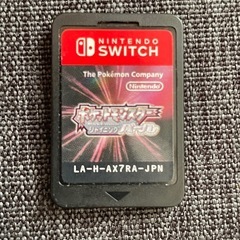 NINTENDO
SWITCH
The Pokémon Company
Nintendo
ポケットモンスター
LA-H-AX7RA-JPN